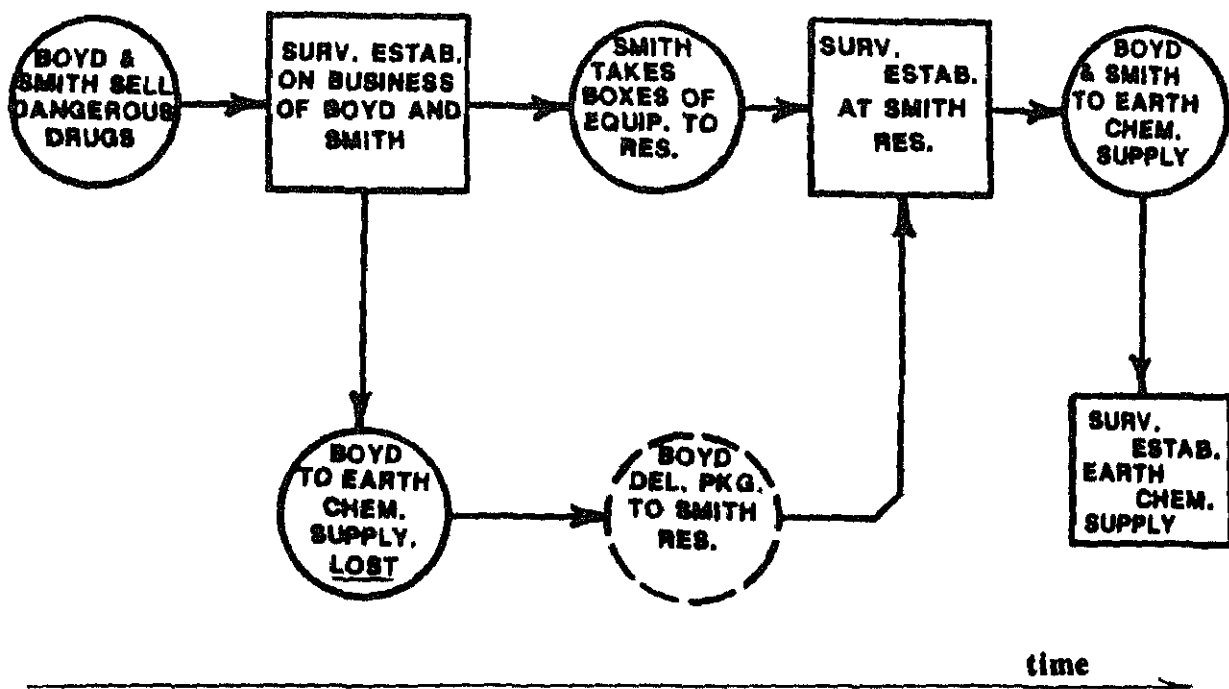 BOYD &
SMITH SELL
DANGEROUS
DRUGS
SURV. ESTAB.
ON BUSINESS
OF BOYD AND
SMITH
SMITH
TAKES
BOXES OF
EQUIP. TO
RES.
SURV.
ESTAB.
AT SMITH
RES.
BOYD
& SMITH
TO EARTH
CHEM.
SUPPLY
BOYD
TO EARTH
CHEM.
SUPPLY.
LOST
BOYD
DEL. PKG.
TO SMITH
RES.
SURV.
ESTAB.
EARTH
CHEM.
SUPPLY
time